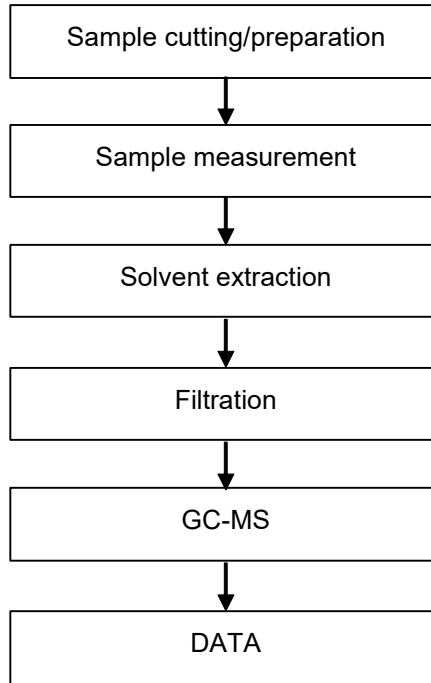 Sample cutting/preparation
Sample measurement
Solvent extraction
Filtration
GC-MS
DATA